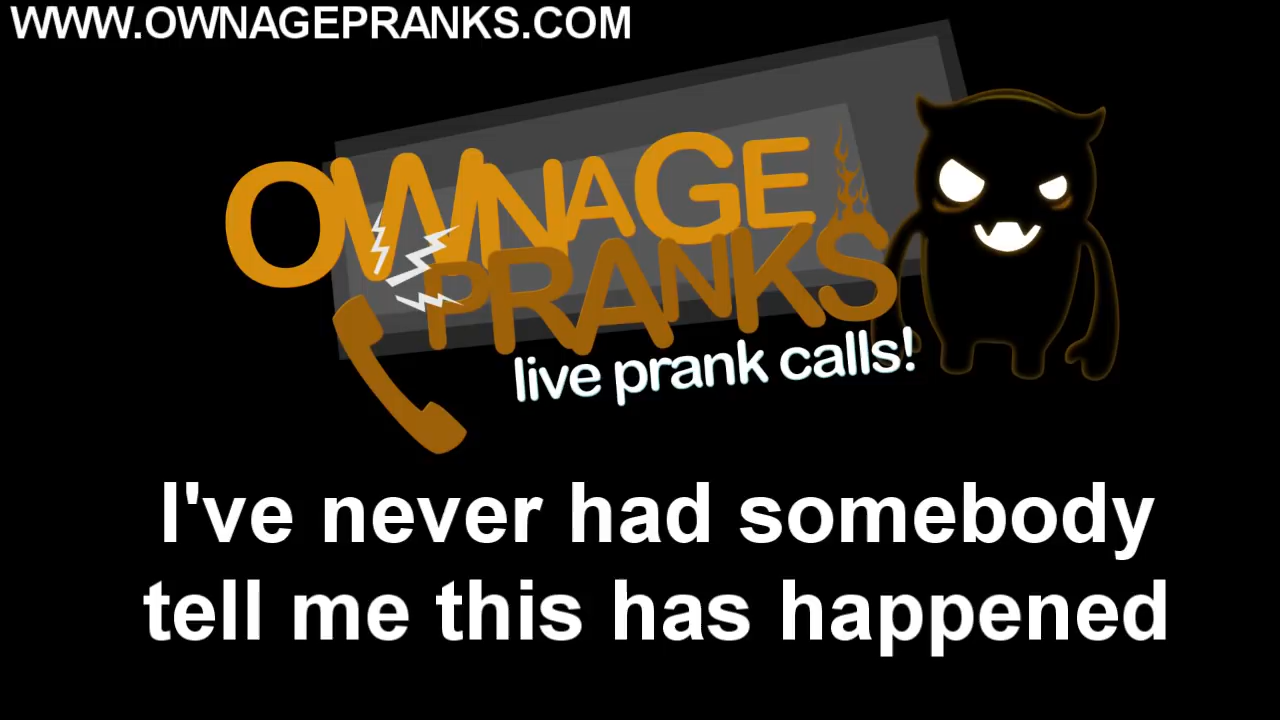 WWW.OWNAGEPRANKS.COM
OWNAGE
PRANKS
live prank calls!
I've never had somebody
tell me this has happened